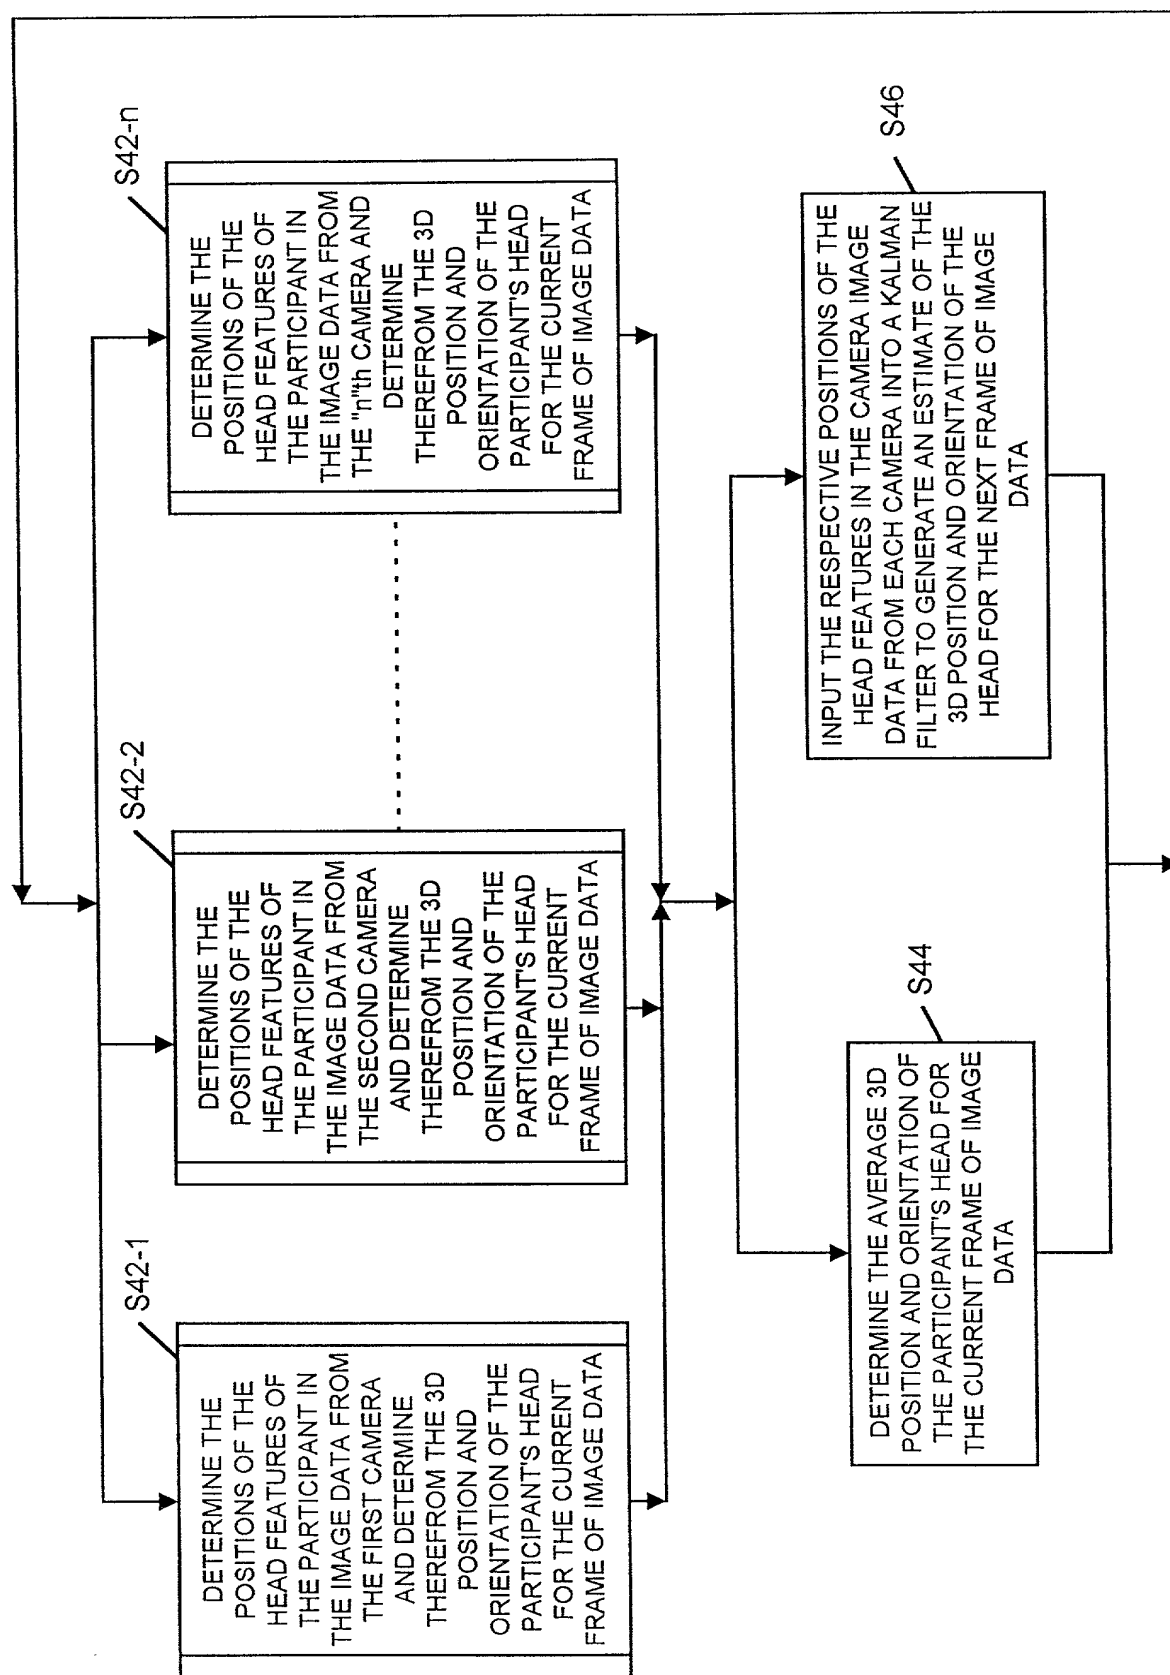 S42-1
DETERMINE THE
POSITIONS OF THE
HEAD FEATURES OF
THE PARTICIPANT IN
THE IMAGE DATA FROM
THE FIRST CAMERA
AND DETERMINE
THEREFROM THE 3D
POSITION AND
ORIENTATION OF THE
PARTICIPANT'S HEAD
FOR THE CURRENT
FRAME OF IMAGE DATA
S42-2
DETERMINE THE
POSITIONS OF THE
HEAD FEATURES OF
THE PARTICIPANT IN
THE IMAGE DATA FROM
THE SECOND CAMERA
AND DETERMINE
THEREFROM THE 3D
POSITION AND
ORIENTATION OF THE
PARTICIPANT'S HEAD
FOR THE CURRENT
FRAME OF IMAGE DATA
S42-n
DETERMINE THE
POSITIONS OF THE
HEAD FEATURES OF
THE PARTICIPANT IN
THE IMAGE DATA FROM
THE "n"th CAMERA AND
DETERMINE
THEREFROM THE 3D
POSITION AND
ORIENTATION OF THE
PARTICIPANT'S HEAD
FOR THE CURRENT
FRAME OF IMAGE DATA
S44
DETERMINE THE AVERAGE 3D
POSITION AND ORIENTATION OF
THE PARTICIPANT'S HEAD FOR
THE CURRENT FRAME OF IMAGE
DATA
S46
INPUT THE RESPECTIVE POSITIONS OF THE
HEAD FEATURES IN THE CAMERA IMAGE
DATA FROM EACH CAMERA INTO A KALMAN
FILTER TO GENERATE AN ESTIMATE OF THE
3D POSITION AND ORIENTATION OF THE
HEAD FOR THE NEXT FRAME OF IMAGE
DATA